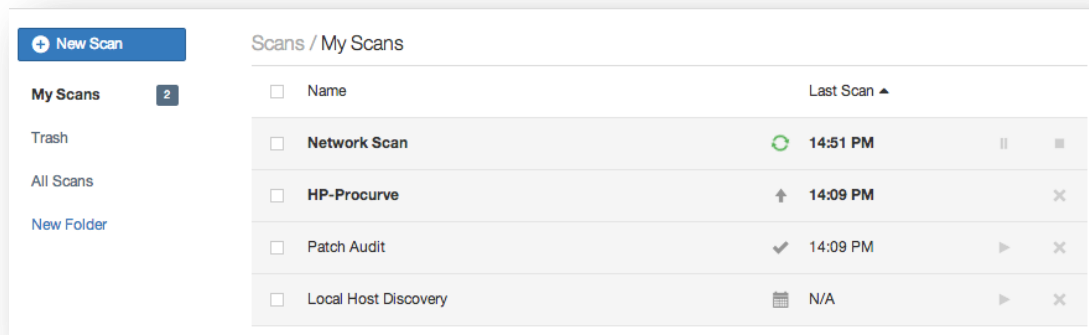 New Scan
My Scans 2
Trash
All Scans
New Folder
Scans / My Scans
Name Last Scan
Network Scan 14:51 PM
HP-Procurve 14:09 PM
Patch Audit 14:09 PM
Local Host Discovery N/A